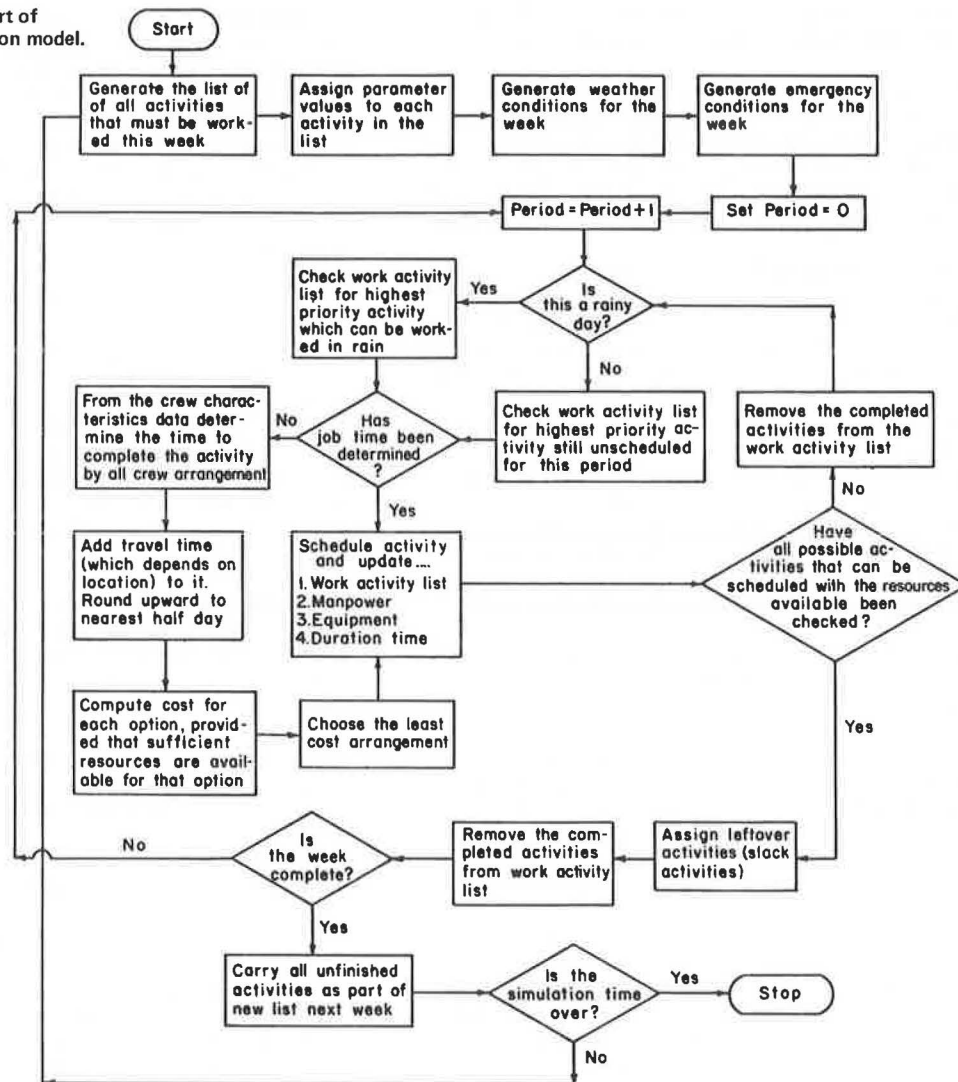 rt of
on model.
Start
Generate the list of
of all activities
that must be work-
ed this week
Assign parameter
values to each
activity in the
list
Generate weather
conditions for the
week
Generate emergency
conditions for the
week
Period = Period + 1
Set Period = 0
Check work activity
list for highest
priority activity
which can be work-
ed in rain
Yes
Is
this a rainy
day?
No
From the crew charac-
teristics data deter-
mine the time to
complete the activity
by all crew arrangement
No
Has
job time been
determined
?
Check work activity list
for highest priority ac-
tivity still unscheduled
for this period
Remove the completed
activities from the
work activity list
Yes
No
Add travel time
(which depends on
location) to it.
Round upward to
nearest half day
Schedule activity
and update....
1. Work activity list
2. Manpower
3. Equipment
4. Duration time
Have
all possible ac-
tivities that can be
scheduled with the resources
available been
checked?
Compute cost for
each option, provid-
ed that sufficient
resources are avail-
able for that option
Choose the least
cost arrangement
Yes
No
Is
the week
complete?
Remove the com-
pleted activities
from work activity
list
Assign leftover
activities (slack
activities)
Yes
Carry all unfinished
activities as part of
new list next week
Is the
simulation time
over?
Yes
Stop
No